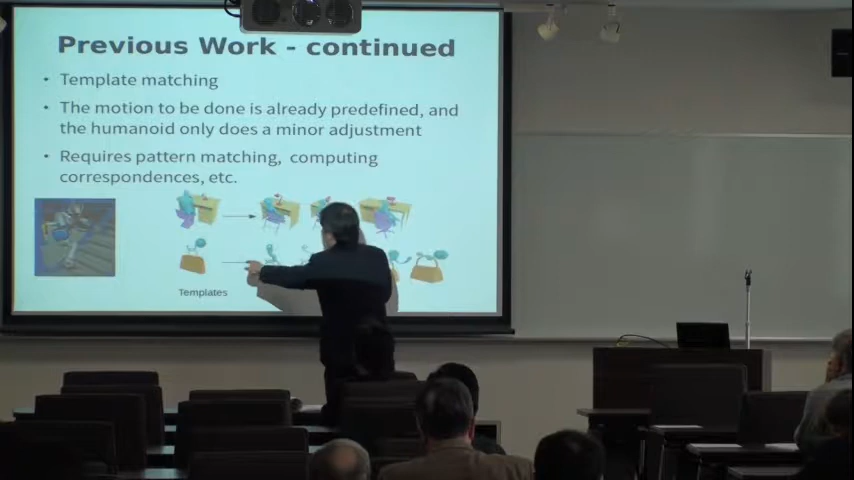 Previous Work - continued
• Template matching
• The motion to be done is already predefined, and
the humanoid only does a minor adjustment
• Requires pattern matching, computing
correspondences, etc.
Templates